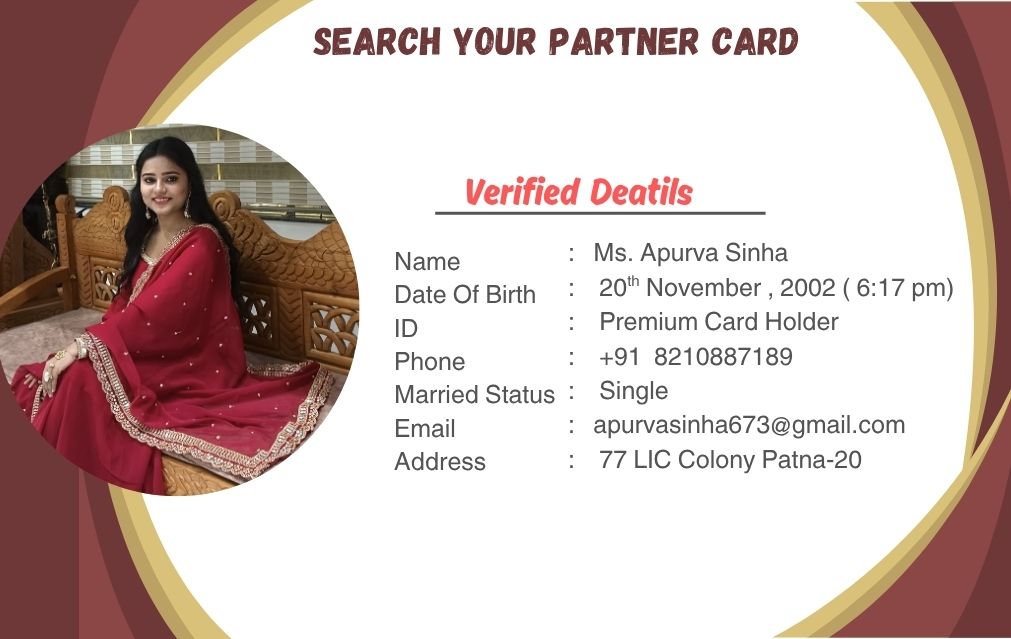 SEARCH YOUR PARTNER CARD
Verified Deatils
Name : Ms. Apurva Sinha
Date Of Birth : 20th November , 2002 ( 6:17 pm)
ID : Premium Card Holder
Phone : +91 8210887189
Married Status : Single
Email : apurvasinha673@gmail.com
Address : 77 LIC Colony Patna-20